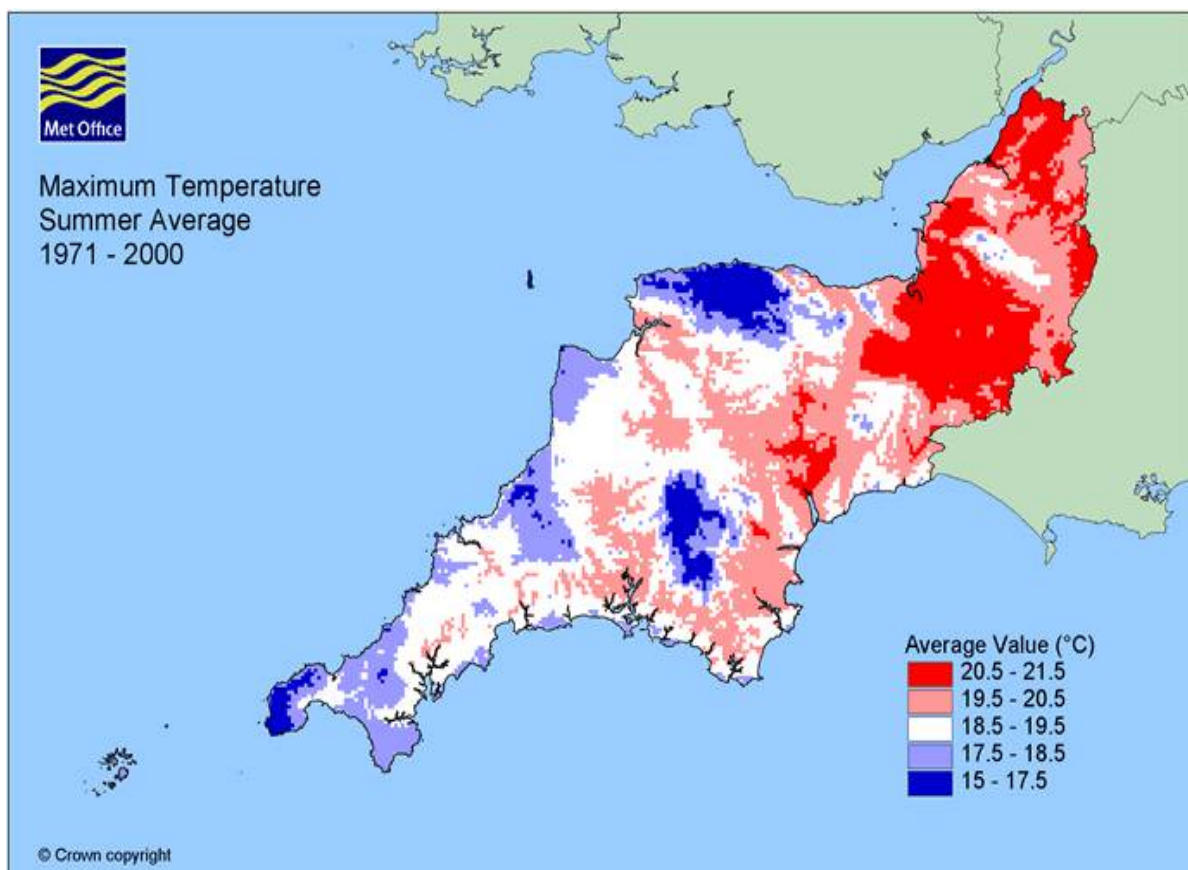 Met Office
Maximum Temperature
Summer Average
1971 - 2000
Average Value (°C)
20.5 - 21.5
19.5 - 20.5
18.5 - 19.5
17.5 - 18.5
15 - 17.5
© Crown copyright